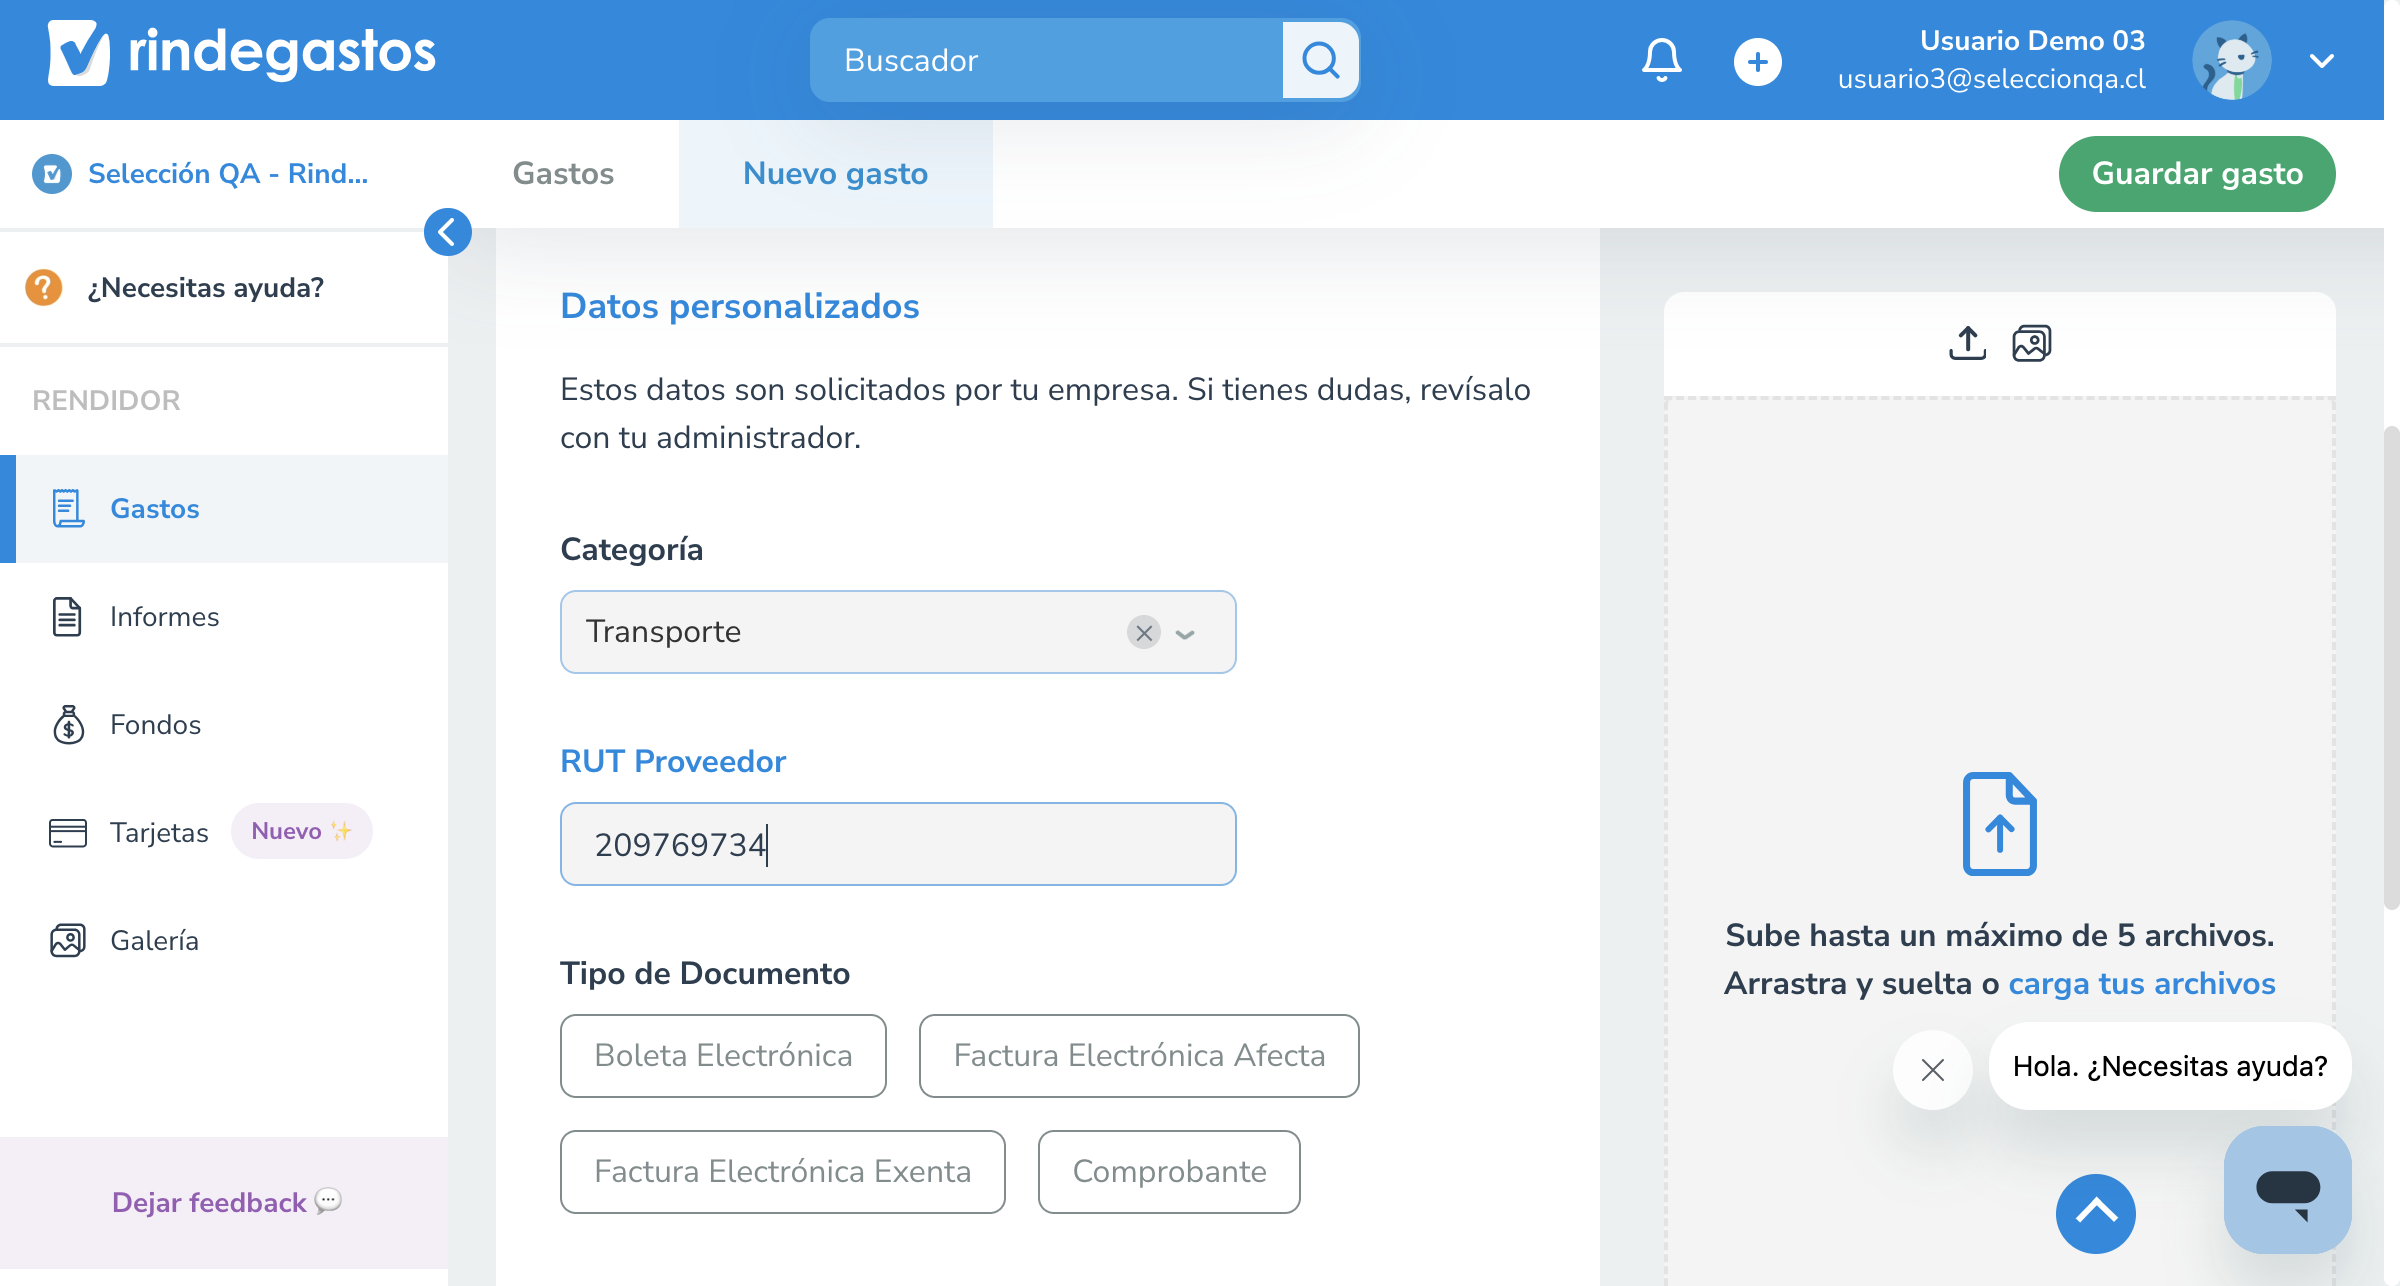 rindegastos
Buscador
Usuario Demo 03
usuario3@seleccionqa.cl
Selección QA - Rind...
Gastos
Nuevo gasto
Guardar gasto
¿Necesitas ayuda?
RENDIDOR
Gastos
Informes
Fondos
Tarjetas
Nuevo ✨
Galería
Dejar feedback 💬
Datos personalizados
Estos datos son solicitados por tu empresa. Si tienes dudas, revísalo
con tu administrador.
Categoría
Transporte
RUT Proveedor
209769734
Tipo de Documento
Boleta Electrónica
Factura Electrónica Afecta
Factura Electrónica Exenta
Comprobante
Sube hasta un máximo de 5 archivos.
Arrastra y suelta o carga tus archivos
Hola. ¿Necesitas ayuda?